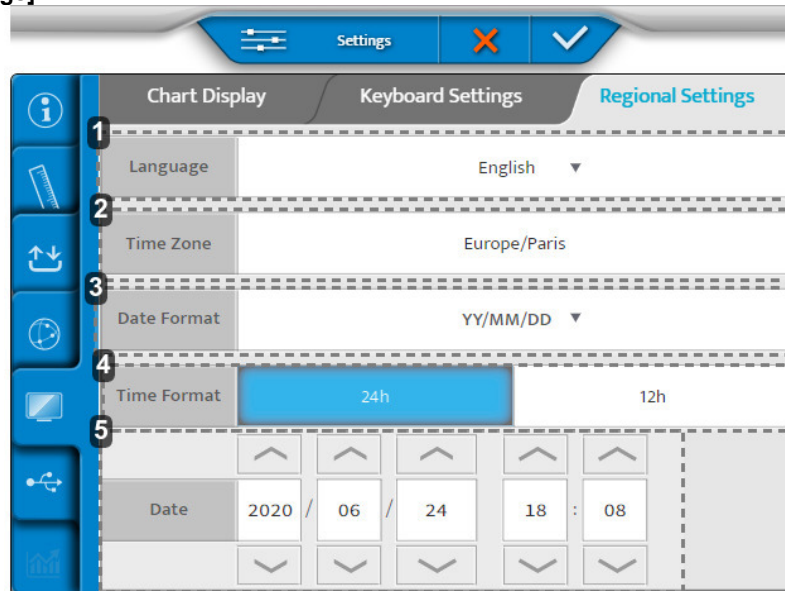 ge]
Settings
Chart Display Keyboard Settings Regional Settings
1
Language English ▼
2
Time Zone Europe/Paris
3
Date Format YY/MM/DD ▼
4
Time Format 24h 12h
5
Date 2020 / 06 / 24 18 : 08